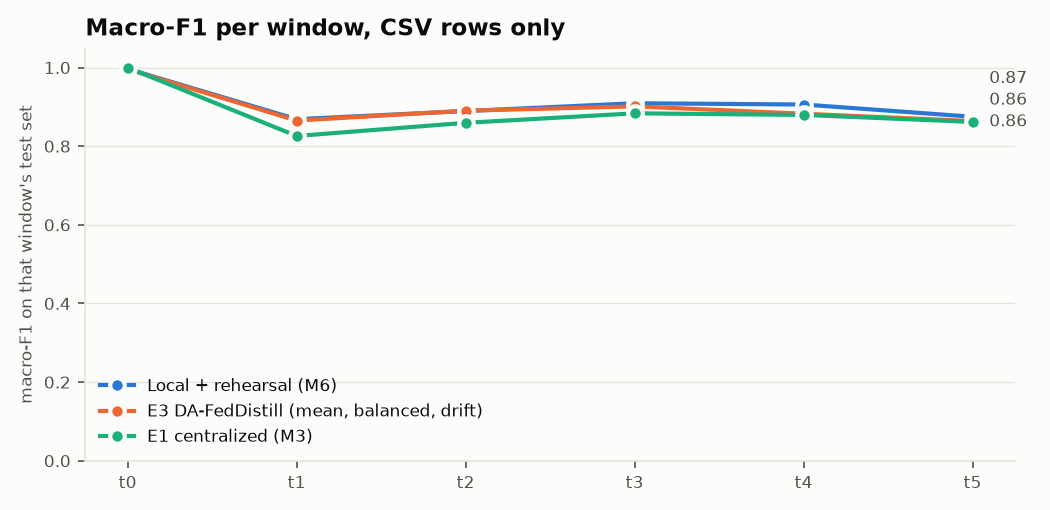 Macro-F1 per window, CSV rows only
macro-F1 on that window's test set
1.0
0.8
0.6
0.4
0.2
0.0
0.87
0.86
0.86
Local + rehearsal (M6)
E3 DA-FedDistill (mean, balanced, drift)
E1 centralized (M3)
t0 t1 t2 t3 t4 t5